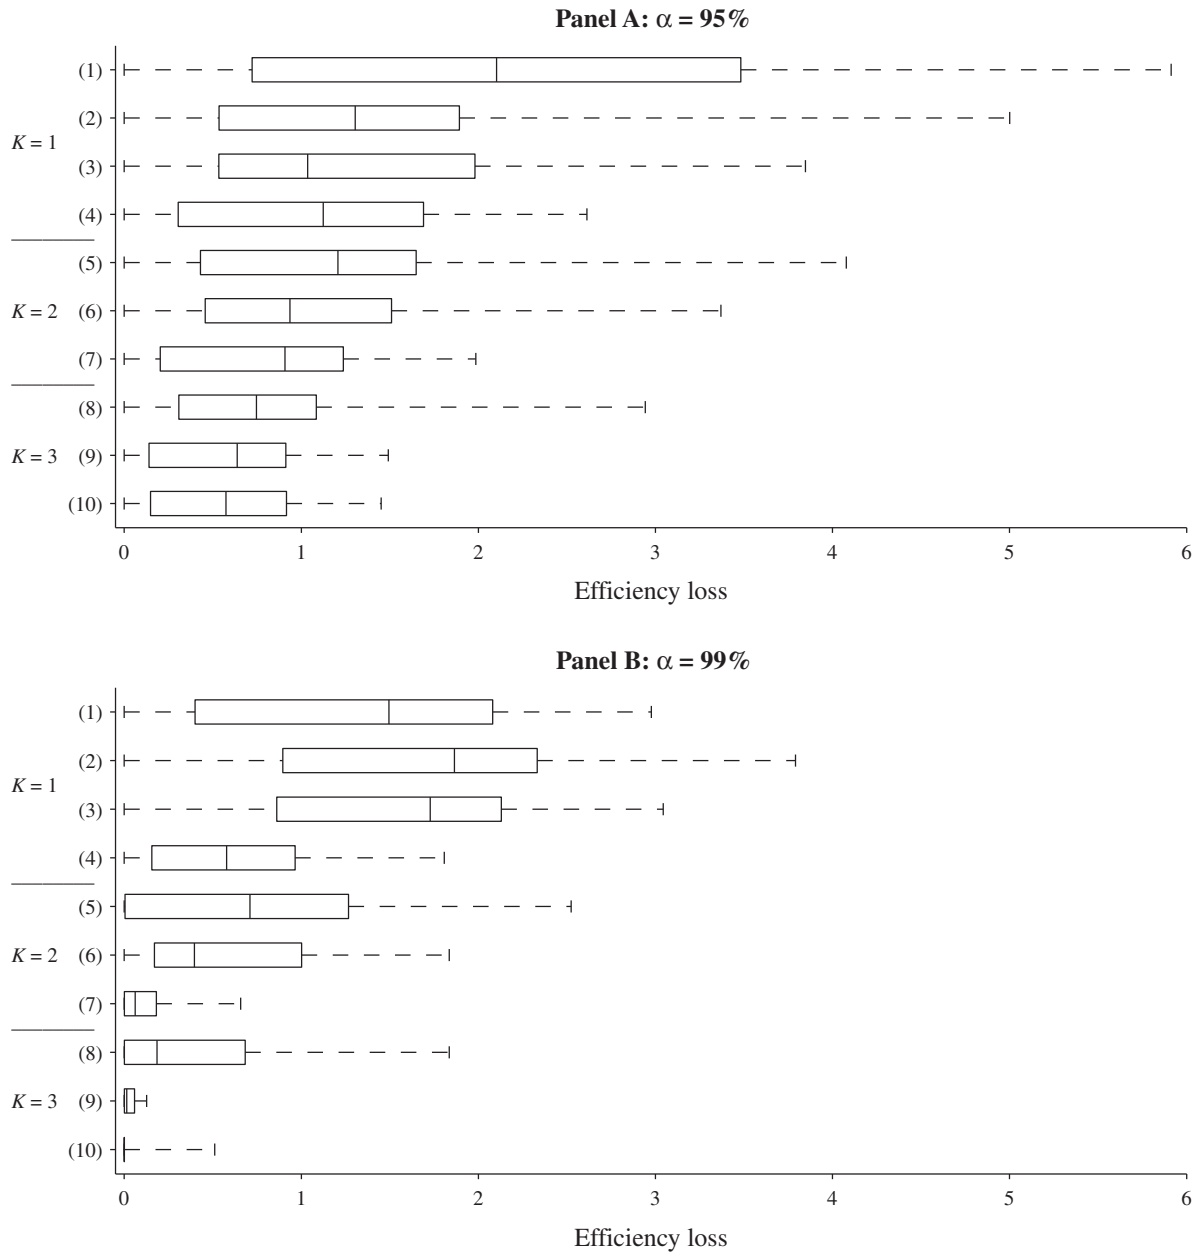 Panel A: α = 95%
(1)
(2)
K = 1
(3)
(4)
(5)
K = 2 (6)
(7)
(8)
K = 3 (9)
(10)
0 1 2 3 4 5 6
Efficiency loss
Panel B: α = 99%
(1)
(2)
K = 1
(3)
(4)
(5)
K = 2 (6)
(7)
(8)
K = 3 (9)
(10)
0 1 2 3 4 5 6
Efficiency loss